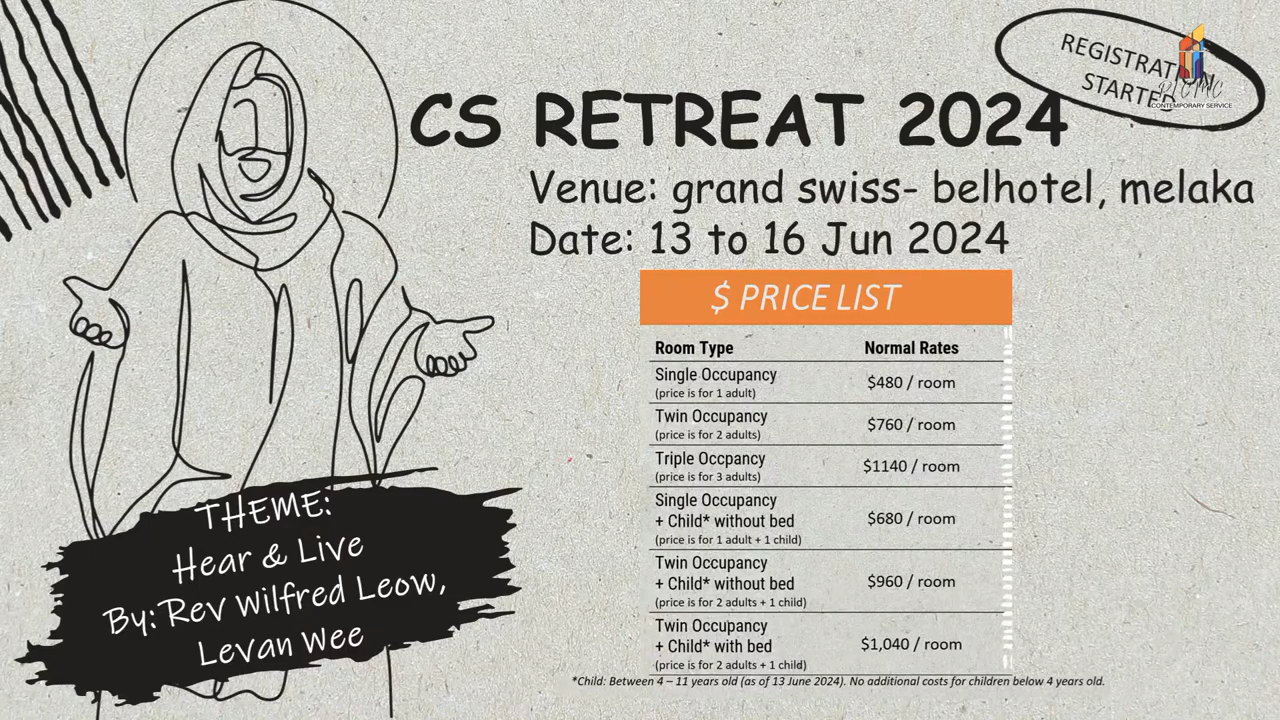 REGISTRATION
STARTED
CONTEMPORARY SERVICE
CS RETREAT 2024
Venue: grand swiss- belhotel, melaka
Date: 13 to 16 Jun 2024
$ PRICE LIST
Room Type Normal Rates
Single Occupancy
(price is for 1 adult)
$480 / room
Twin Occupancy
(price is for 2 adults)
$760 / room
Triple Occpancy
(price is for 3 adults)
$1140 / room
Single Occupancy
+ Child* without bed
(price is for 1 adult + 1 child)
$680 / room
Twin Occupancy
+ Child* without bed
(price is for 2 adults + 1 child)
$960 / room
Twin Occupancy
+ Child* with bed
(price is for 2 adults + 1 child)
$1,040 / room
*Child: Between 4 – 11 years old (as of 13 June 2024). No additional costs for children below 4 years old.
THEME:
Hear & Live
By: Rev Wilfred Leow,
Levan Wee